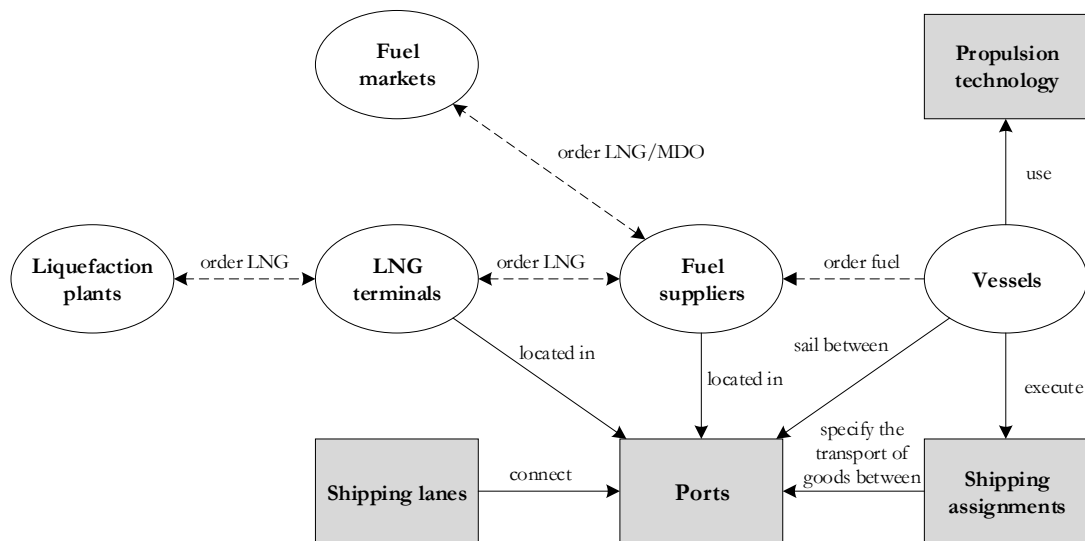 Fuel
markets
Propulsion
technology
order LNG/MDO
use
Liquefaction
plants
order LNG
LNG
terminals
order LNG
Fuel
suppliers
order fuel
Vessels
located in
located in
sail between
execute
specify the
transport of
goods between
Shipping lanes
connect
Ports
Shipping
assignments